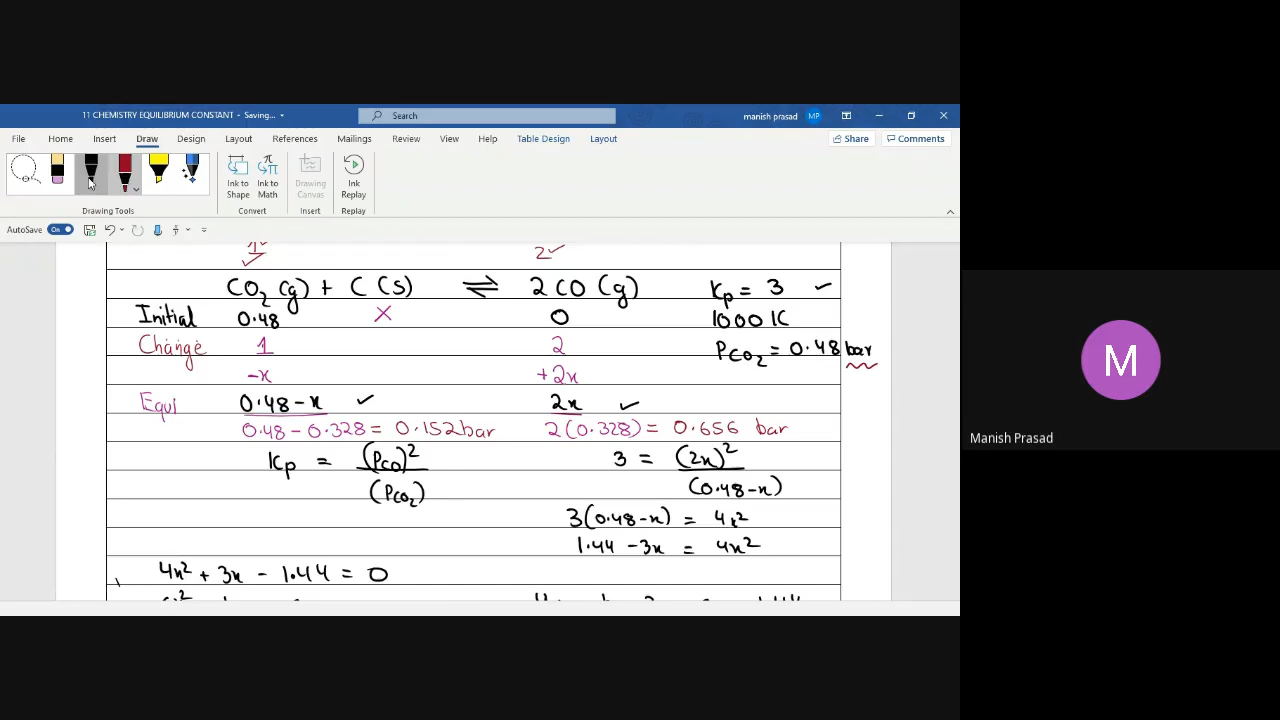 11 CHEMISTRY EQUILIBRIUM CONSTANT - Saving...
Search
manish prasad
MP
File Home Insert Draw Design Layout References Mailings Review View Help Table Design Layout
Share
Comments
Ink to Shape
Ink to Math
Drawing Canvas
Ink Replay
Drawing Tools
Convert
Insert
Replay
AutoSave On
1
2
CO₂(g) + C(s) ⇌ 2CO(g) Kp = 3
Initial 0.48 × 0 1000K
Change 1 2 PCO₂ = 0.48 bar
-x +2x
Equi 0.48-x 2x
0.48 - 0.328 = 0.152bar 2(0.328) = 0.656 bar
Kp = (PCO)² / (PCO₂) 3 = (2x)² / (0.48-x)
3(0.48-x) = 4x²
1.44 -3x = 4x²
4x² + 3x - 1.44 = 0
M
Manish Prasad